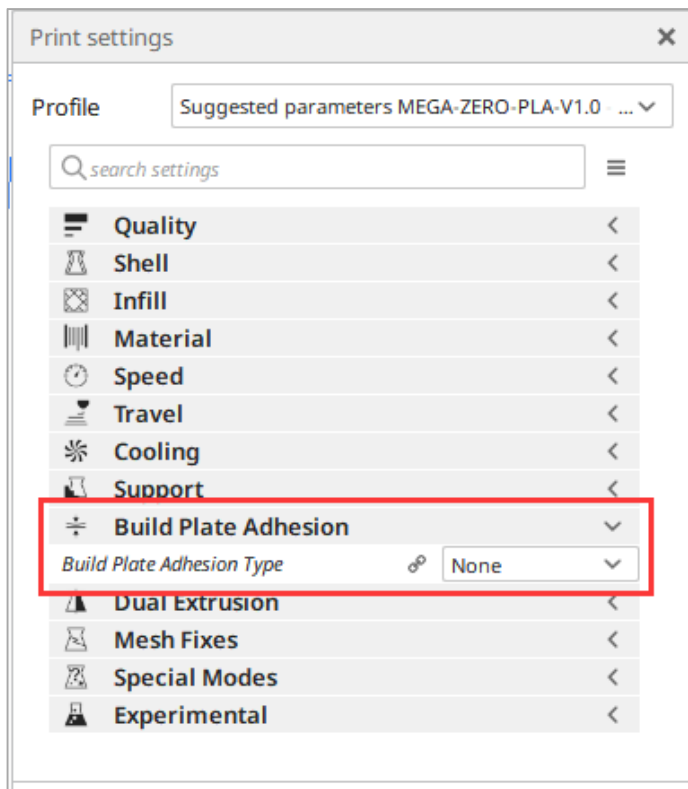 Print settings
Profile Suggested parameters MEGA-ZERO-PLA-V1.0 - ...
search settings
Quality
Shell
Infill
Material
Speed
Travel
Cooling
Support
Build Plate Adhesion
Build Plate Adhesion Type None
Dual Extrusion
Mesh Fixes
Special Modes
Experimental